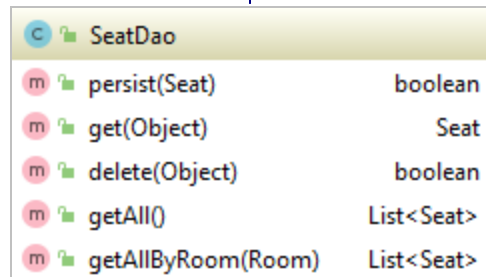 C SeatDao
m persist(Seat) boolean
m get(Object) Seat
m delete(Object) boolean
m getAll() List<Seat>
m getAllByRoom(Room) List<Seat>